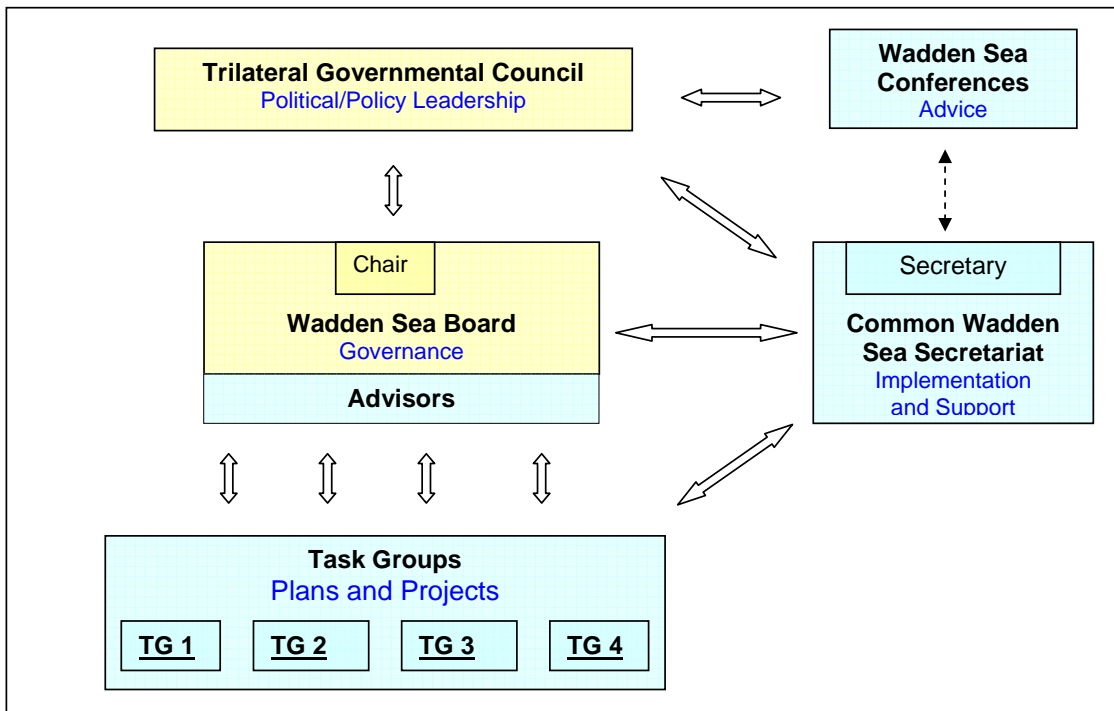 Trilateral Governmental Council
Political/Policy Leadership
Wadden Sea
Conferences
Advice
Chair
Wadden Sea Board
Governance
Advisors
Secretary
Common Wadden
Sea Secretariat
Implementation
and Support
Task Groups
Plans and Projects
TG 1
TG 2
TG 3
TG 4